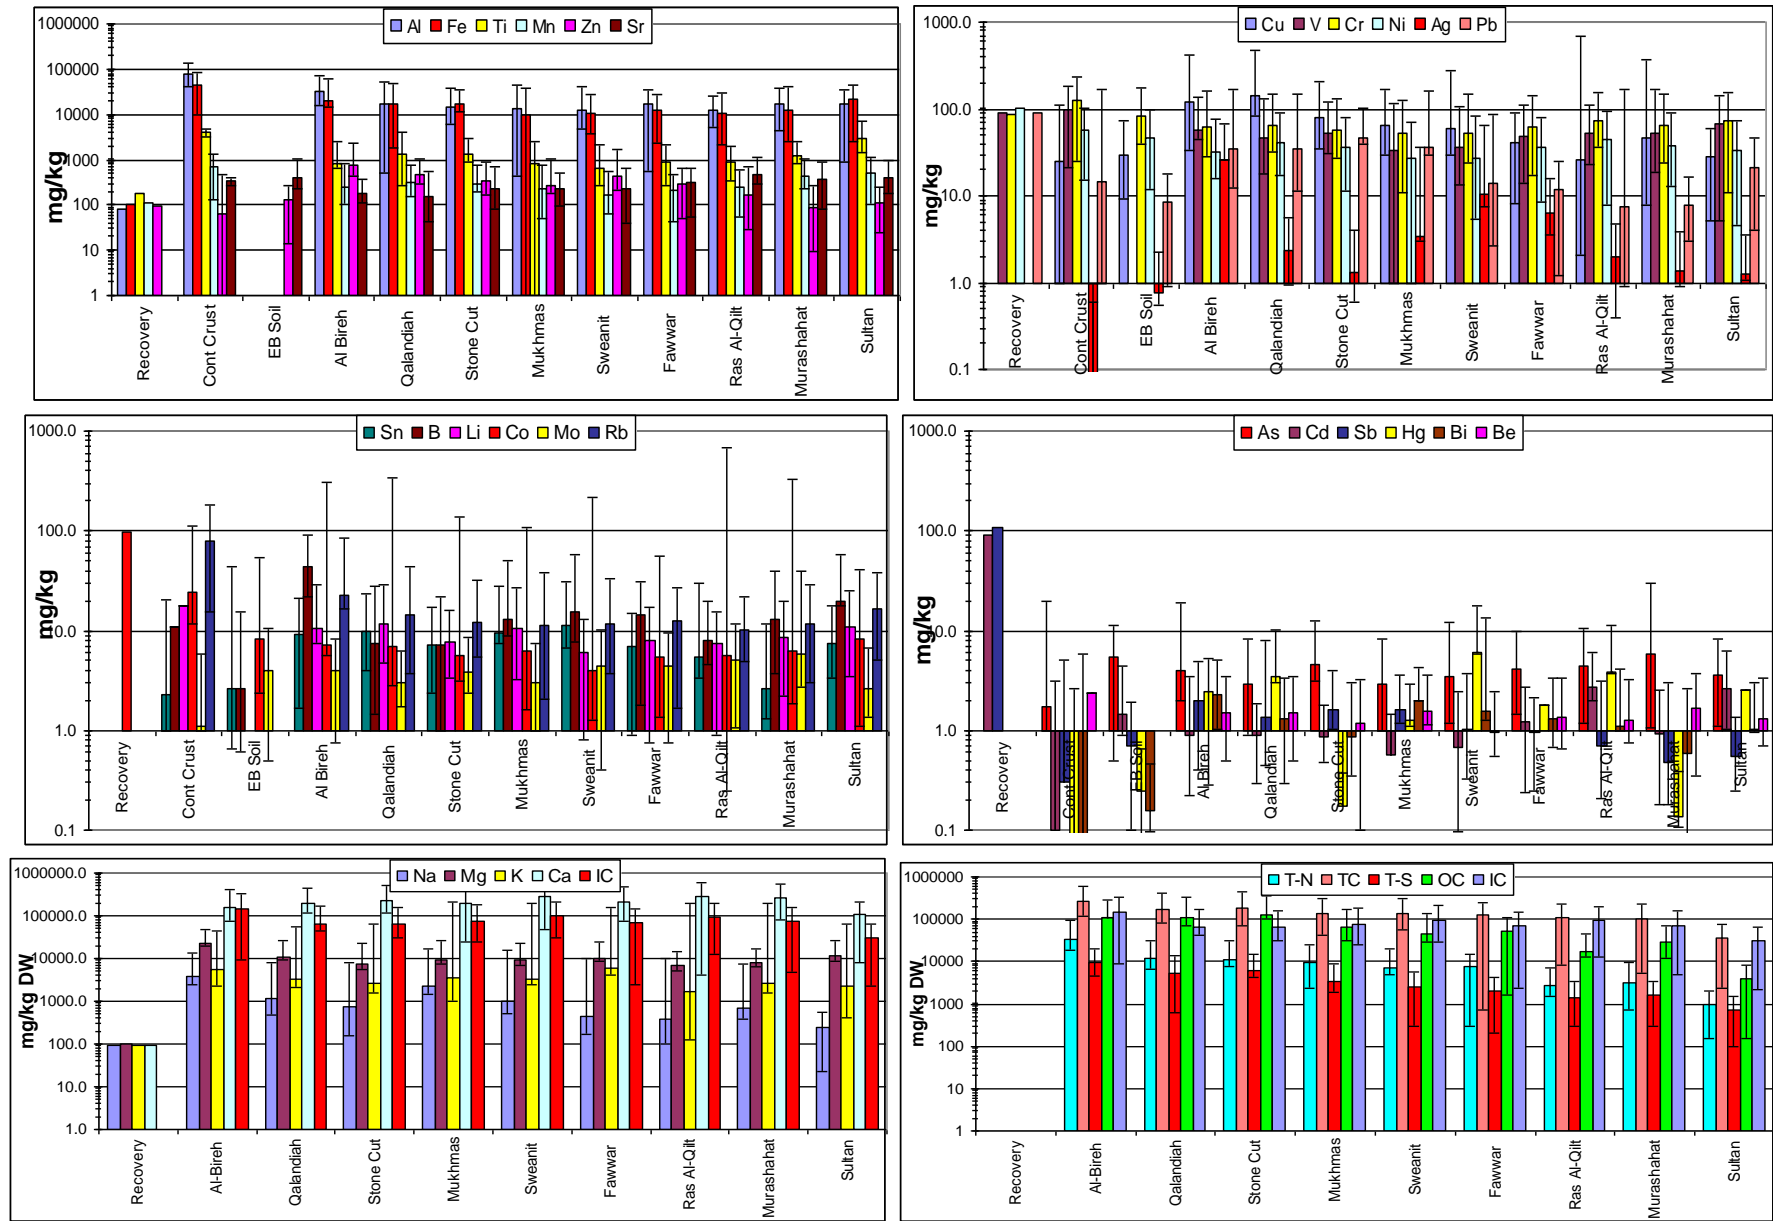 Al Fe Ti Mn Zn Sr
mg/kg
1000000
100000
10000
1000
100
10
1
Recovery
Cont Crust
EB Soil
Al Bireh
Qalandiah
Stone Cut
Mukhmas
Sweanit
Fawwar
Ras Al-Qilt
Murashahat
Sultan
Cu V Cr Ni Ag Pb
mg/kg
1000.0
100.0
10.0
1.0
0.1
Recovery
Cont Crust
EB Soil
Al Bireh
Qalandiah
Stone Cut
Mukhmas
Sweanit
Fawwar
Ras Al-Qilt
Murashahat
Sultan
Sn B Li Co Mo Rb
mg/kg
1000.0
100.0
10.0
1.0
0.1
Recovery
Cont Crust
EB Soil
Al Bireh
Qalandiah
Stone Cut
Mukhmas
Sweanit
Fawwar
Ras Al-Qilt
Murashahat
Sultan
As Cd Sb Hg Bi Be
mg/kg
1000.0
100.0
10.0
1.0
0.1
Recovery
Cont Crust
EB Soil
Al Bireh
Qalandiah
Stone Cut
Mukhmas
Sweanit
Fawwar
Ras Al-Qilt
Murashahat
Sultan
Na Mg K Ca IC
mg/kg DW
1000000.0
100000.0
10000.0
1000.0
100.0
10.0
1.0
Recovery
Al-Bireh
Qalandiah
Stone Cut
Mukhmas
Sweanit
Fawwar
Ras Al-Qilt
Murashahat
Sultan
T-N TC T-S OC IC
mg/kg DW
1000000
100000
10000
1000
100
10
1
Recovery
Al-Bireh
Qalandiah
Stone Cut
Mukhmas
Sweanit
Fawwar
Ras Al-Qilt
Murashahat
Sultan